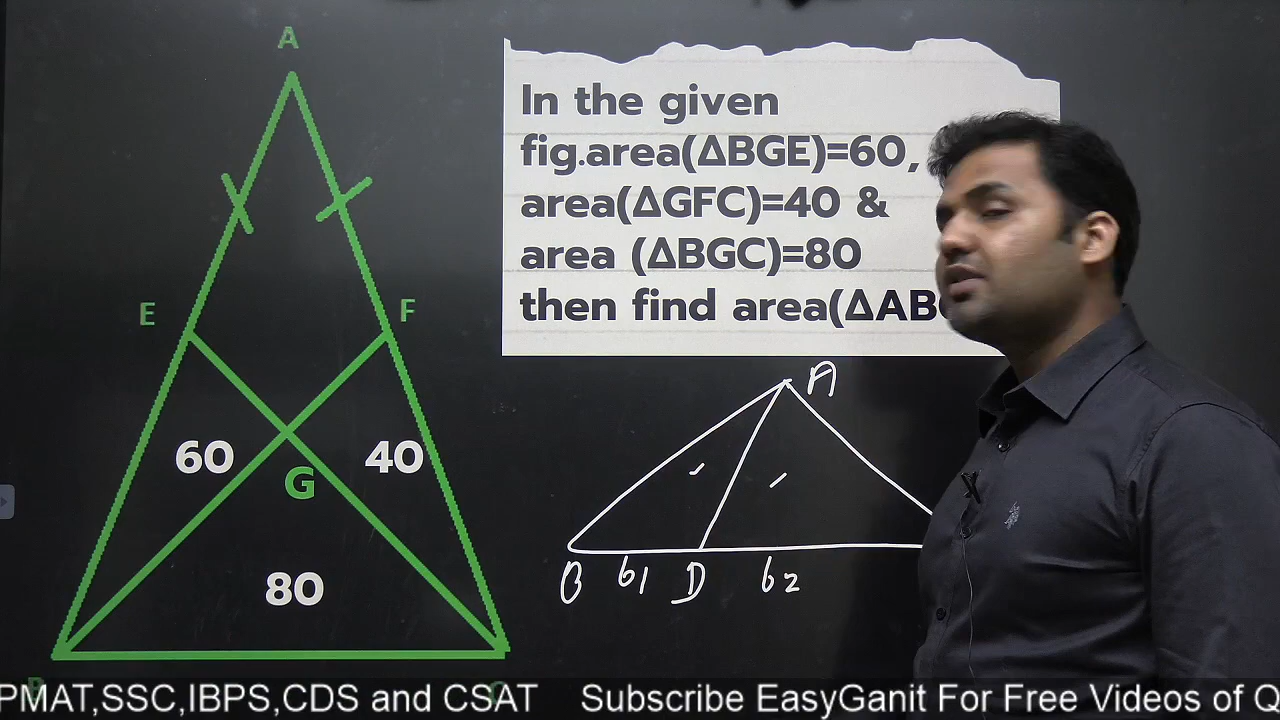 A
In the given
fig.area(ΔBGE)=60,
area(ΔGFC)=40 &
area (ΔBGC)=80
then find area(ΔAB
E
F
A
60
40
G
80
B b1 D b2
PMAT,SSC,IBPS,CDS and CSAT Subscribe EasyGanit For Free Videos of Q